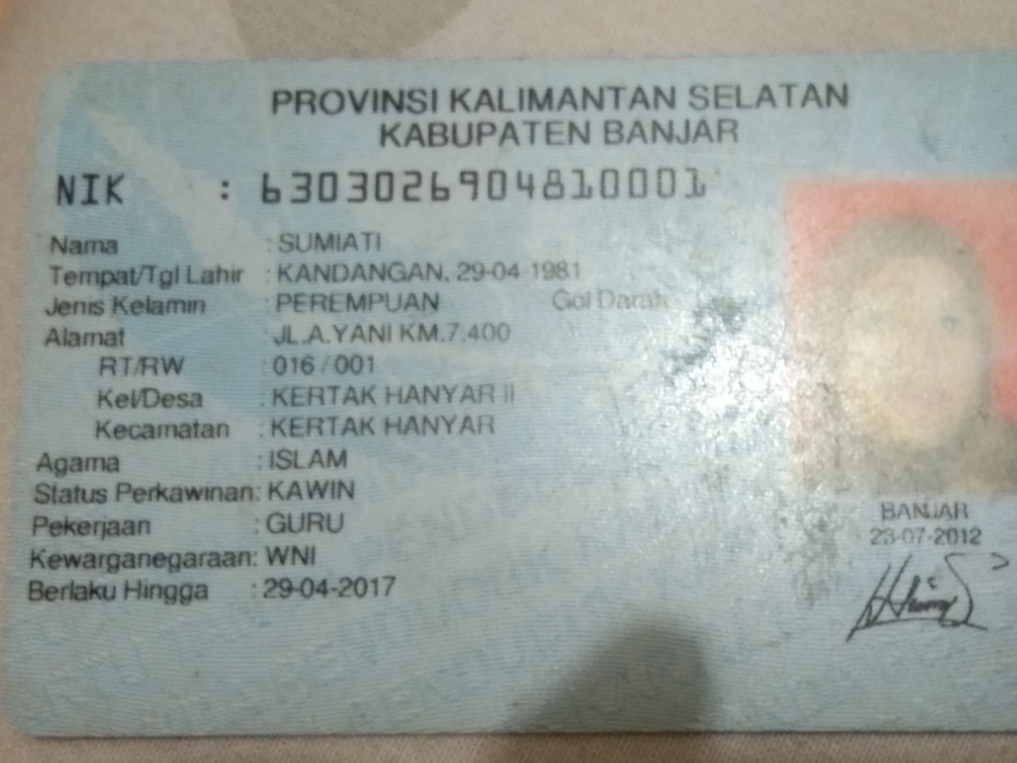 PROVINSI KALIMANTAN SELATAN
KABUPATEN BANJAR
NIK : 6303026904810001
Nama : SUMIATI
Tempat/Tgl Lahir : KANDANGAN, 29-04-1981
Jenis Kelamin : PEREMPUAN Gol Darah
Alamat : JL.A.YANI KM.7.400
RT/RW : 016 / 001
Kel/Desa : KERTAK HANYAR II
Kecamatan : KERTAK HANYAR
Agama : ISLAM
Status Perkawinan: KAWIN
Pekerjaan : GURU
Kewarganegaraan: WNI
Berlaku Hingga : 29-04-2017
BANJAR
23-07-2012